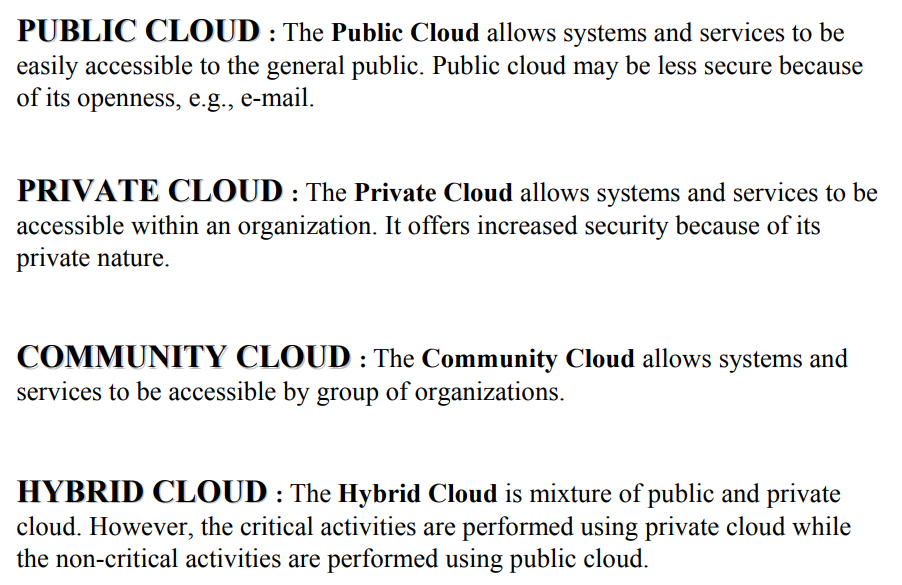 PUBLIC CLOUD : The Public Cloud allows systems and services to be
easily accessible to the general public. Public cloud may be less secure because
of its openness, e.g., e-mail.
PRIVATE CLOUD : The Private Cloud allows systems and services to be
accessible within an organization. It offers increased security because of its
private nature.
COMMUNITY CLOUD : The Community Cloud allows systems and
services to be accessible by group of organizations.
HYBRID CLOUD : The Hybrid Cloud is mixture of public and private
cloud. However, the critical activities are performed using private cloud while
the non-critical activities are performed using public cloud.